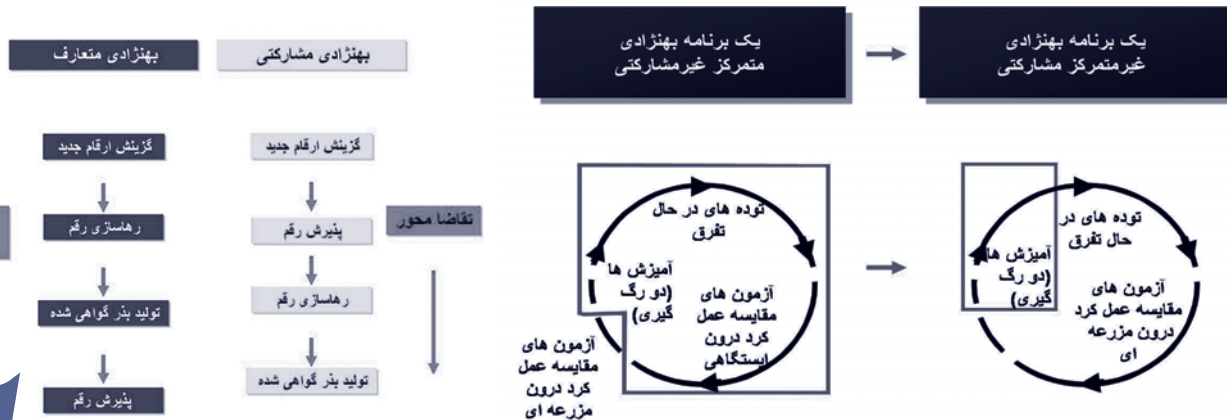 یک برنامه بهنژادی
غیرمتمرکز مشارکتی
یک برنامه بهنژادی
متمرکز غیرمشارکتی
توده های در
حال تفرق
آمیزش ها
(دو رگ
گیری)
آزمون های
مقایسه عمل کرد
درون مزرعه
ای
توده های در حال
تفرق
آمیزش ها
(دو رگ
گیری)
آزمون های
مقایسه عمل
کرد درون
ایستگاهی
آزمون های
مقایسه عمل
کرد درون
مزرعه ای
بهنژادی مشارکتی
بهنژادی متعارف
تقاضا محور
گزینش ارقام جدید
پذیرش رقم
رهاسازی رقم
تولید بذر گواهی شده
گزینش ارقام جدید
رهاسازی رقم
تولید بذر گواهی شده
پذیرش رقم